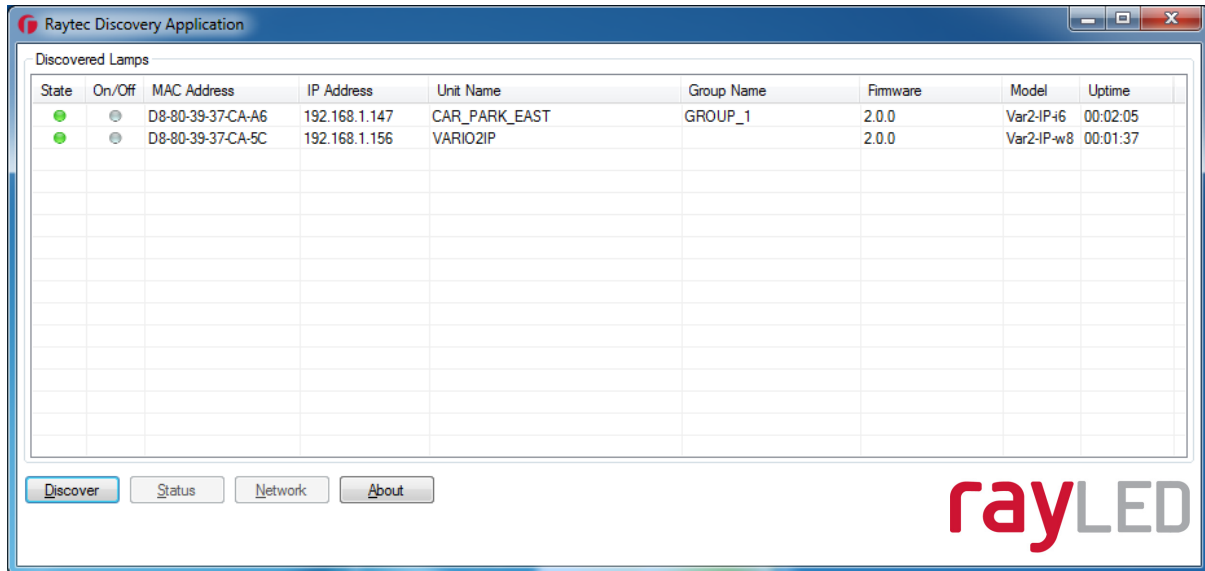 Raytec Discovery Application
Discovered Lamps
State On/Off MAC Address IP Address Unit Name Group Name Firmware Model Uptime
D8-80-39-37-CA-A6 192.168.1.147 CAR_PARK_EAST GROUP_1 2.0.0 Var2-IP-i6 00:02:05
D8-80-39-37-CA-5C 192.168.1.156 VARIO2IP 2.0.0 Var2-IP-w8 00:01:37
Discover Status Network About
rayLED